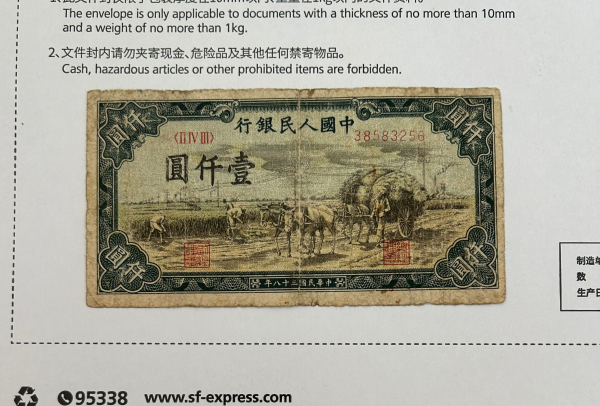 The envelope is only applicable to documents with a thickness of no more than 10mm
and a weight of no more than 1kg.
2、文件封内请勿夹寄现金、危险品及其他任何禁寄物品。
Cash, hazardous articles or other prohibited items are forbidden.
圓仟
行銀民人國中
仟圓
〈II IV III〉
38583256
圓仟壹
圓仟
年八十三國民華中
仟圓
制造单
数
生产日
95338 www.sf-express.com